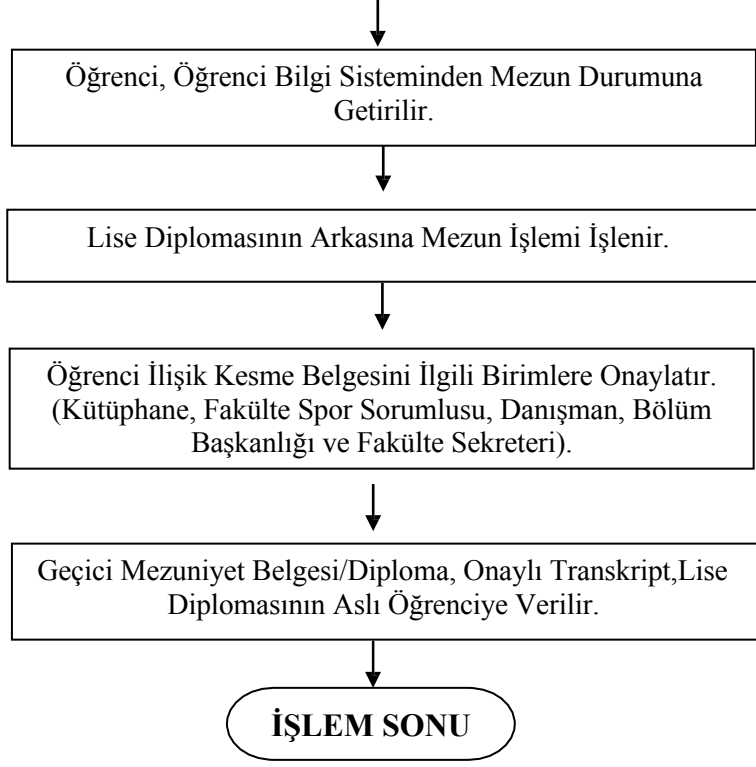 Öğrenci, Öğrenci Bilgi Sisteminden Mezun Durumuna
Getirilir.
Lise Diplomasının Arkasına Mezun İşlemi İşlenir.
Öğrenci İlişik Kesme Belgesini İlgili Birimlere Onaylatır.
(Kütüphane, Fakülte Spor Sorumlusu, Danışman, Bölüm
Başkanlığı ve Fakülte Sekreteri).
Geçici Mezuniyet Belgesi/Diploma, Onaylı Transkript,Lise
Diplomasının Aslı Öğrenciye Verilir.
İŞLEM SONU